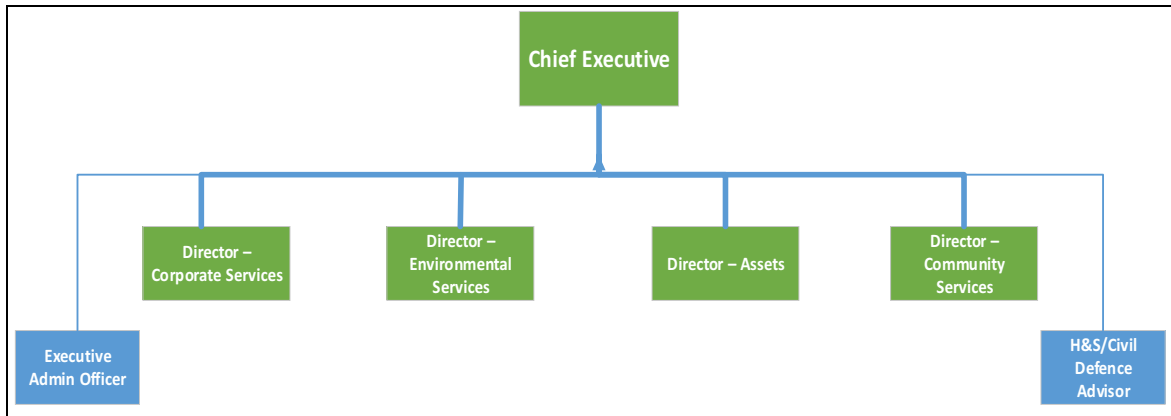 Chief Executive
Director –
Corporate Services
Director –
Environmental
Services
Director – Assets
Director –
Community
Services
Executive
Admin Officer
H&S/Civil
Defence
Advisor